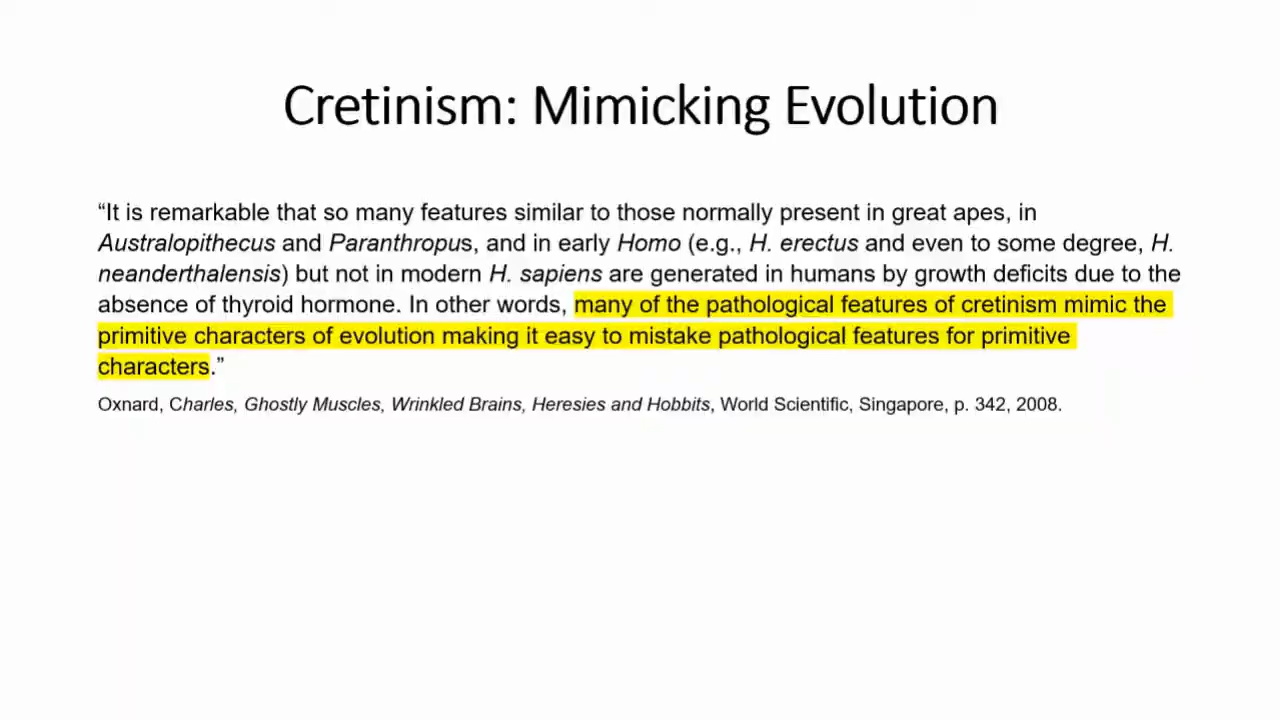 Cretinism: Mimicking Evolution
“It is remarkable that so many features similar to those normally present in great apes, in
Australopithecus and Paranthropus, and in early Homo (e.g., H. erectus and even to some degree, H.
neanderthalensis) but not in modern H. sapiens are generated in humans by growth deficits due to the
absence of thyroid hormone. In other words, many of the pathological features of cretinism mimic the
primitive characters of evolution making it easy to mistake pathological features for primitive
characters.”
Oxnard, Charles, Ghostly Muscles, Wrinkled Brains, Heresies and Hobbits, World Scientific, Singapore, p. 342, 2008.